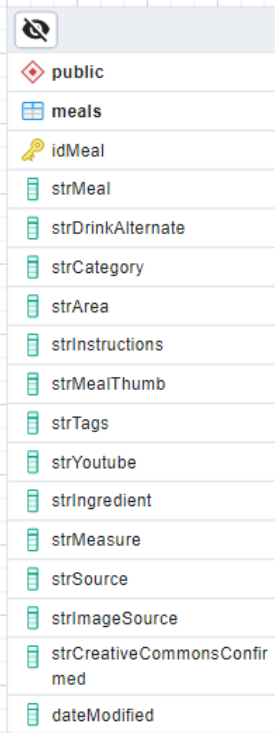 public
meals
idMeal
strMeal
strDrinkAlternate
strCategory
strArea
strInstructions
strMealThumb
strTags
strYoutube
strIngredient
strMeasure
strSource
strImageSource
strCreativeCommonsConfir
med
dateModified